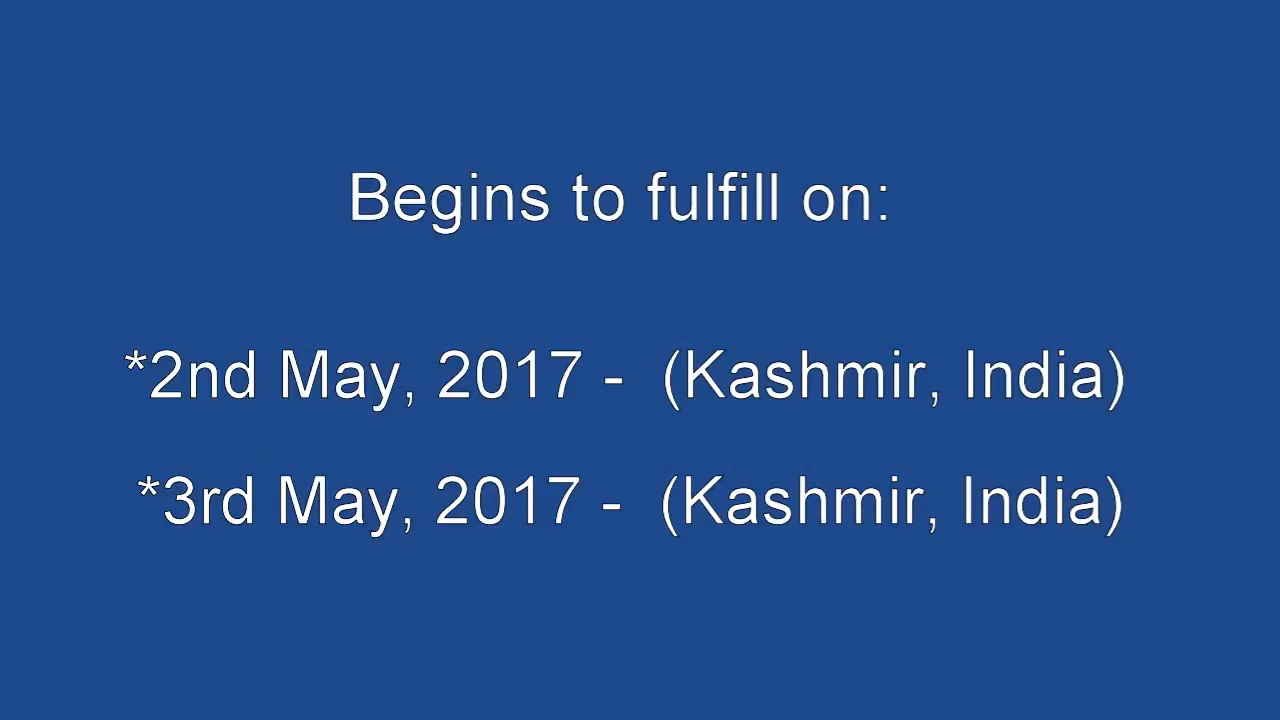 Begins to fulfill on:
*2nd May, 2017 -  (Kashmir, India)
*3rd May, 2017 -  (Kashmir, India)